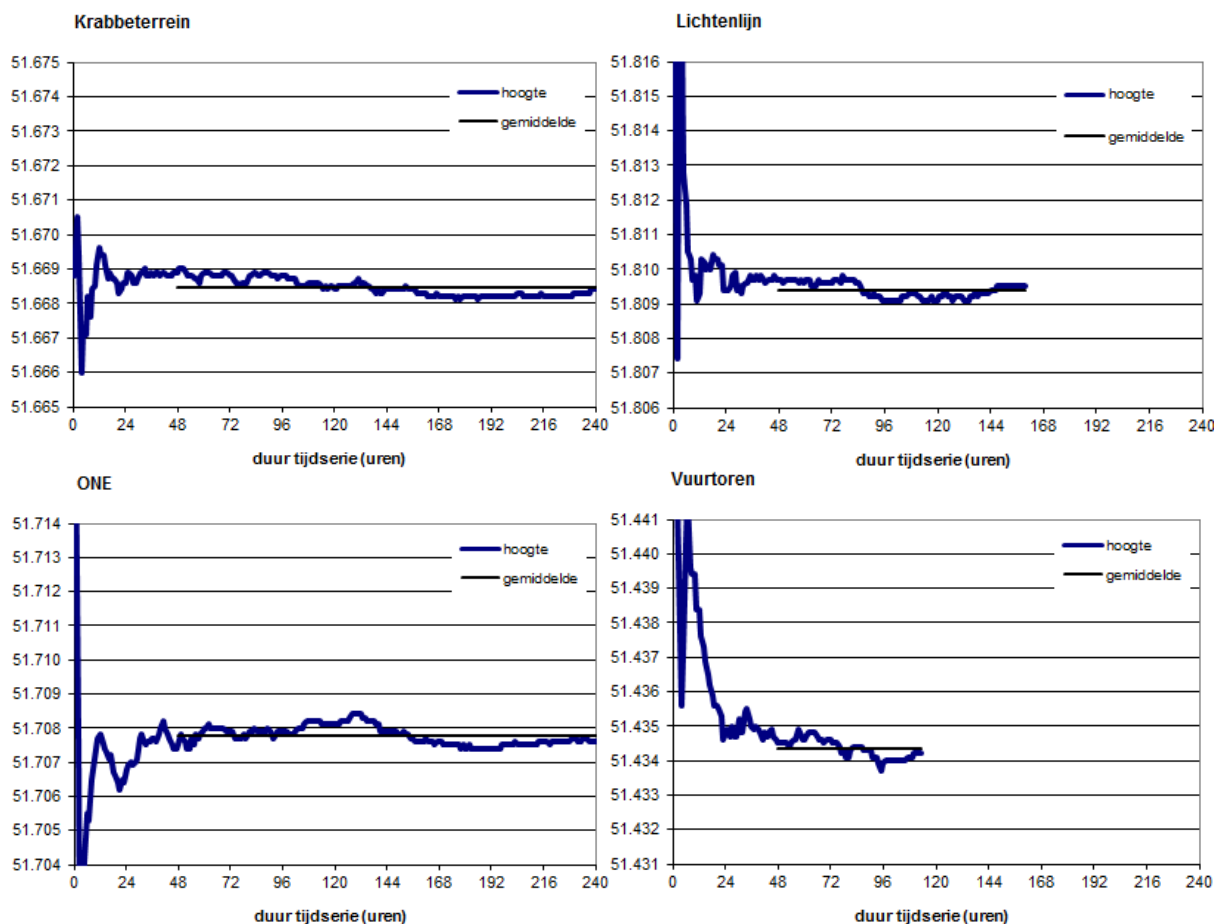 Krabbeterrein
51.675
51.674
51.673
51.672
51.671
51.670
51.669
51.668
51.667
51.666
51.665
hoogte
gemiddelde
0 24 48 72 96 120 144 168 192 216 240
duur tijdserie (uren)
Lichtenlijn
51.816
51.815
51.814
51.813
51.812
51.811
51.810
51.809
51.808
51.807
51.806
hoogte
gemiddelde
0 24 48 72 96 120 144 168 192 216 240
duur tijdserie (uren)
ONE
51.714
51.713
51.712
51.711
51.710
51.709
51.708
51.707
51.706
51.705
51.704
hoogte
gemiddelde
0 24 48 72 96 120 144 168 192 216 240
duur tijdserie (uren)
Vuurtoren
51.441
51.440
51.439
51.438
51.437
51.436
51.435
51.434
51.433
51.432
51.431
hoogte
gemiddelde
0 24 48 72 96 120 144 168 192 216 240
duur tijdserie (uren)